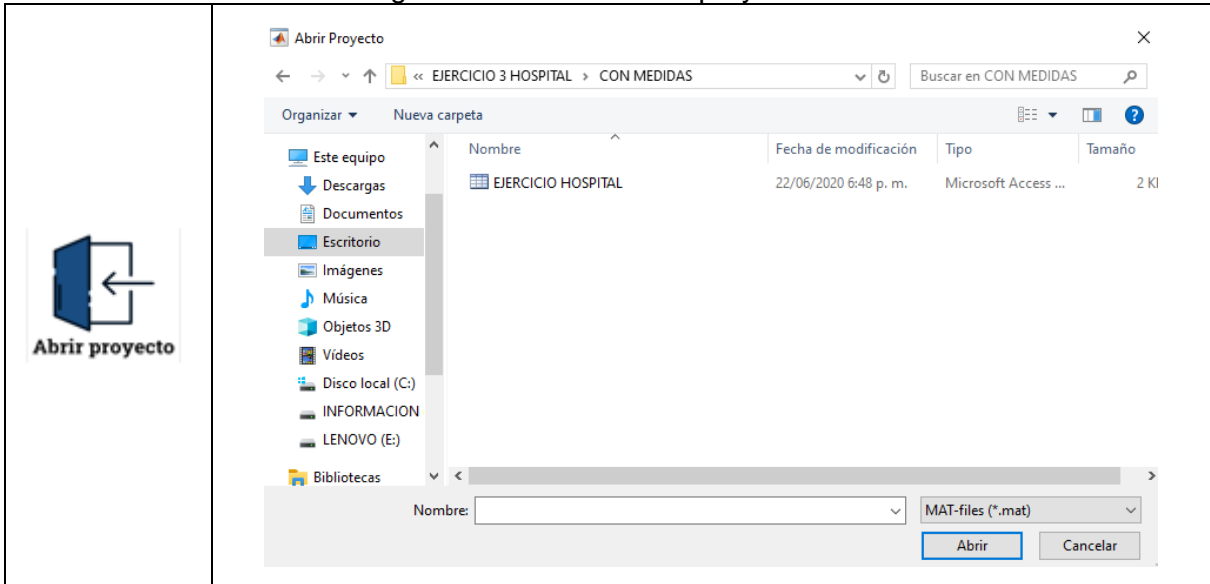 Abrir proyecto
Abrir Proyecto
« EJERCICIO 3 HOSPITAL > CON MEDIDAS
Buscar en CON MEDIDAS
Organizar
Nueva carpeta
Nombre
Fecha de modificación
Tipo
Tamaño
EJERCICIO HOSPITAL
22/06/2020 6:48 p. m.
Microsoft Access ...
2 K
Este equipo
Descargas
Documentos
Escritorio
Imágenes
Música
Objetos 3D
Vídeos
Disco local (C:)
INFORMACION
LENOVO (E:)
Bibliotecas
Nombre:
MAT-files (*.mat)
Abrir
Cancelar